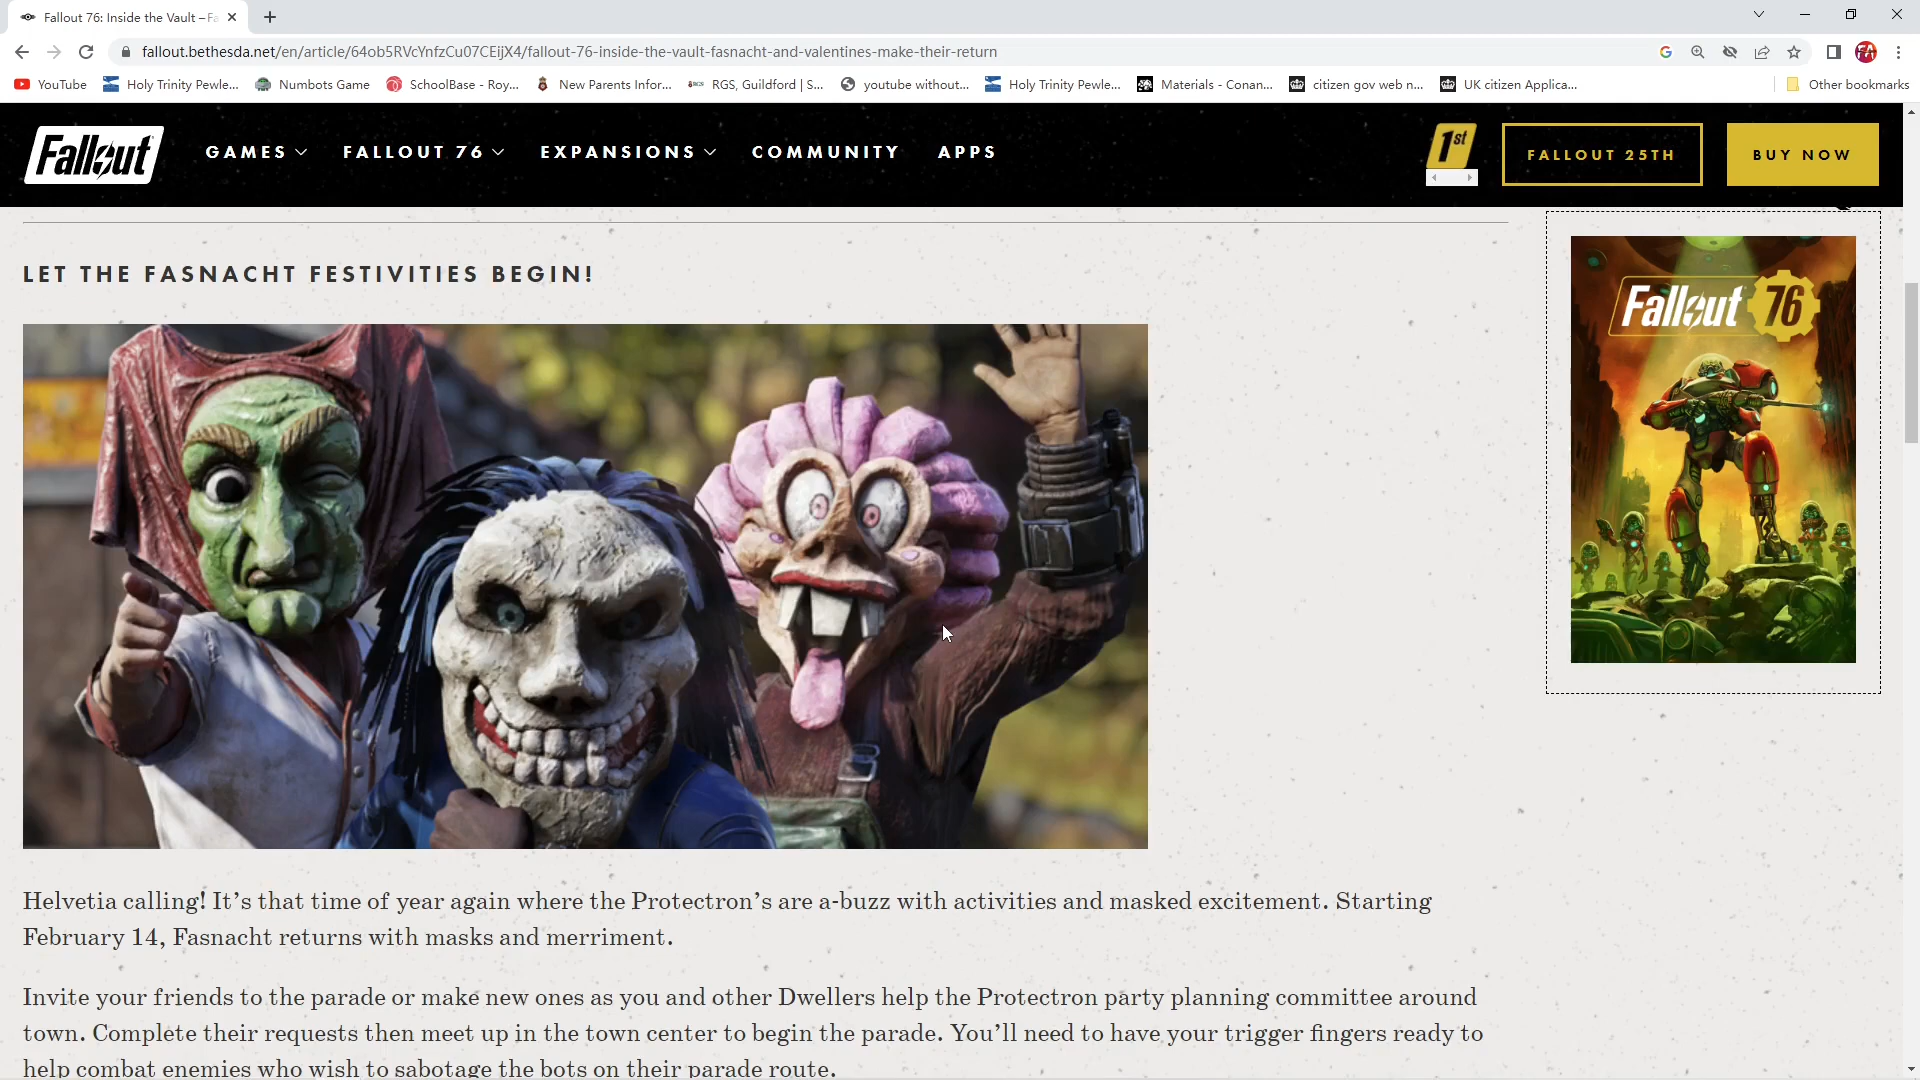 Fallout 76: Inside the Vault – Fa
fallout.bethesda.net/en/article/64ob5RVcYnfzCu07CEijX4/fallout-76-inside-the-vault-fasnacht-and-valentines-make-their-return
YouTube
Holy Trinity Pewle...
Numbots Game
SchoolBase - Roy...
New Parents Infor...
RGS, Guildford | S...
youtube without...
Holy Trinity Pewle...
Materials - Conan...
citizen gov web n...
UK citizen Applica...
Other bookmarks
Fallout
GAMES
FALLOUT 76
EXPANSIONS
COMMUNITY
APPS
1st
FALLOUT 25TH
BUY NOW
LET THE FASNACHT FESTIVITIES BEGIN!
Fallout 76
Helvetia calling! It’s that time of year again where the Protectron’s are a-buzz with activities and masked excitement. Starting
February 14, Fasnacht returns with masks and merriment.
Invite your friends to the parade or make new ones as you and other Dwellers help the Protectron party planning committee around
town. Complete their requests then meet up in the town center to begin the parade. You’ll need to have your trigger fingers ready to
help combat enemies who wish to sabotage the bots on their parade route.